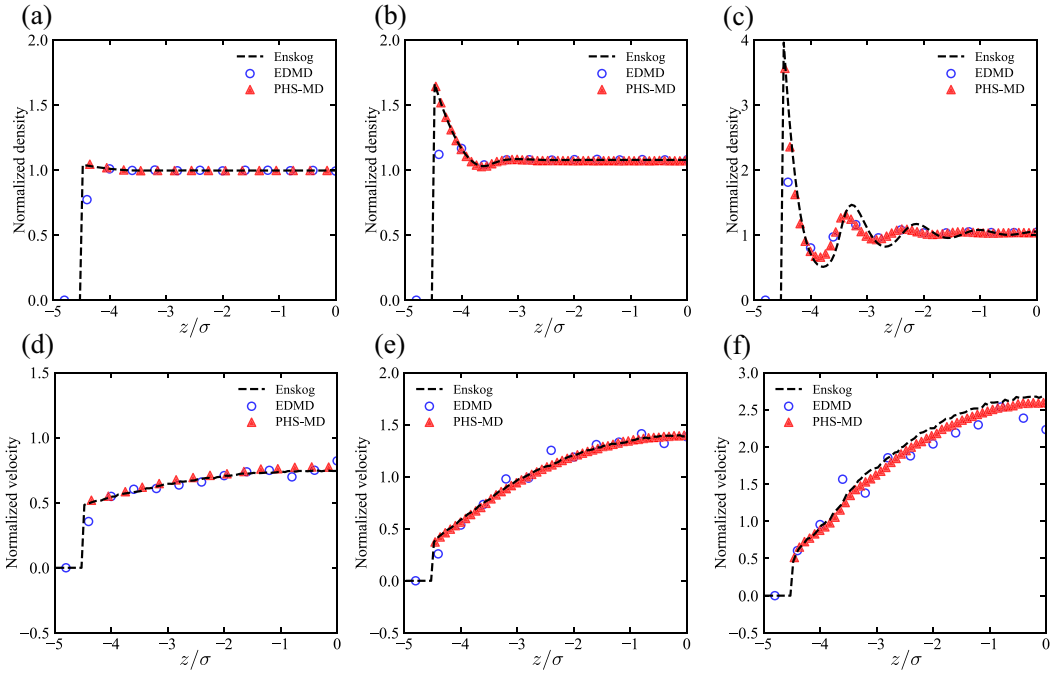 (a)
2.0
1.5
1.0
0.5
0.0
Normalized density
Enskog
EDMD
PHS-MD
−5 −4 −3 −2 −1 0
z/σ
(b)
2.0
1.5
1.0
0.5
0.0
Normalized density
Enskog
EDMD
PHS-MD
−5 −4 −3 −2 −1 0
z/σ
(c)
4
3
2
1
0
Normalized density
Enskog
EDMD
PHS-MD
−5 −4 −3 −2 −1 0
z/σ
(d)
1.5
1.0
0.5
0.0
−0.5
Normalized velocity
Enskog
EDMD
PHS-MD
−5 −4 −3 −2 −1 0
z/σ
(e)
2.0
1.5
1.0
0.5
0.0
−0.5
Normalized velocity
Enskog
EDMD
PHS-MD
−5 −4 −3 −2 −1 0
z/σ
(f)
3.0
2.5
2.0
1.5
1.0
0.5
0.0
−0.5
Normalized velocity
Enskog
EDMD
PHS-MD
−5 −4 −3 −2 −1 0
z/σ